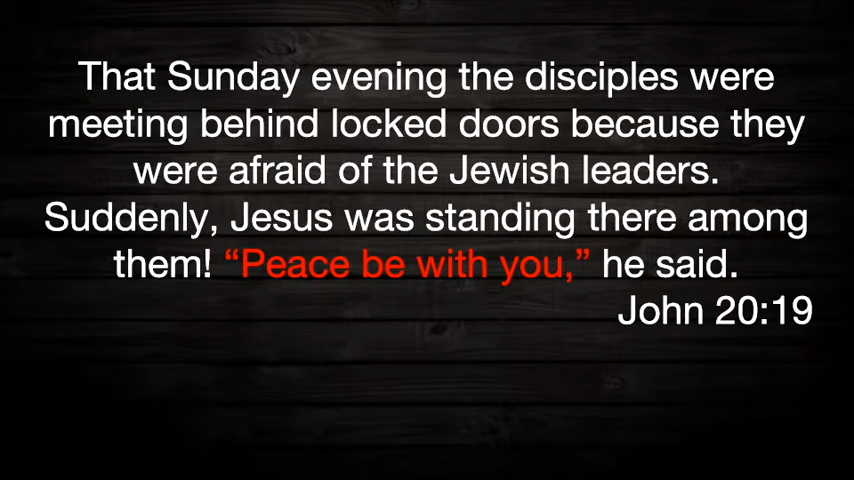 That Sunday evening the disciples were
meeting behind locked doors because they
were afraid of the Jewish leaders.
Suddenly, Jesus was standing there among
them! “Peace be with you,” he said.
John 20:19